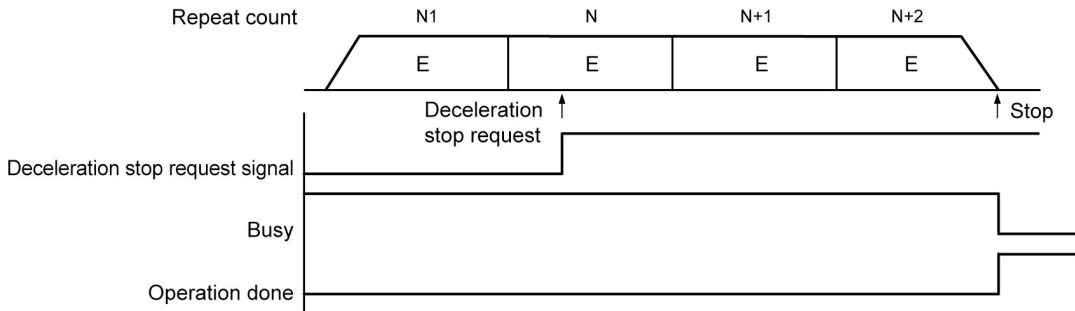 Repeat count N1 N N+1 N+2
E E E E
Deceleration
stop request
Stop
Deceleration stop request signal
Busy
Operation done